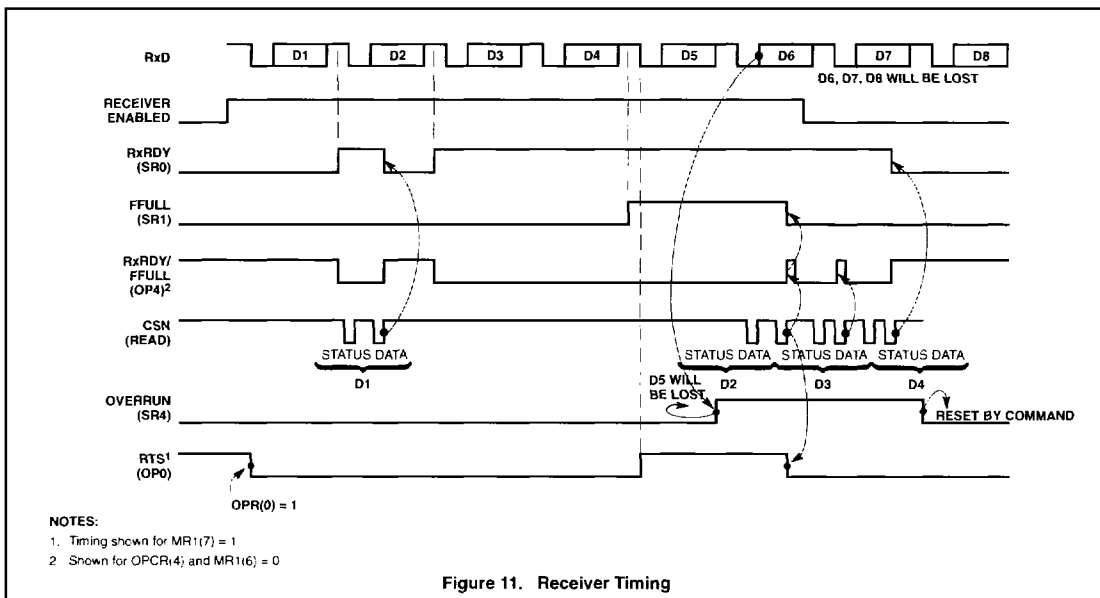 RxD
D1 D2 D3 D4 D5 D6 D7 D8
D6, D7, D8 WILL BE LOST
RECEIVER
ENABLED
RxRDY
(SR0)
FFULL
(SR1)
RxRDY/
FFULL
(OP4)2
CSN
(READ)
STATUS DATA
D1
STATUS DATA
D2
STATUS DATA
D3
STATUS DATA
D4
D5 WILL
BE LOST
OVERRUN
(SR4)
RESET BY COMMAND
RTS1
(OP0)
OPR(0) = 1
NOTES:
1. Timing shown for MR1(7) = 1
2 Shown for OPCR(4) and MR1(6) = 0
Figure 11. Receiver Timing